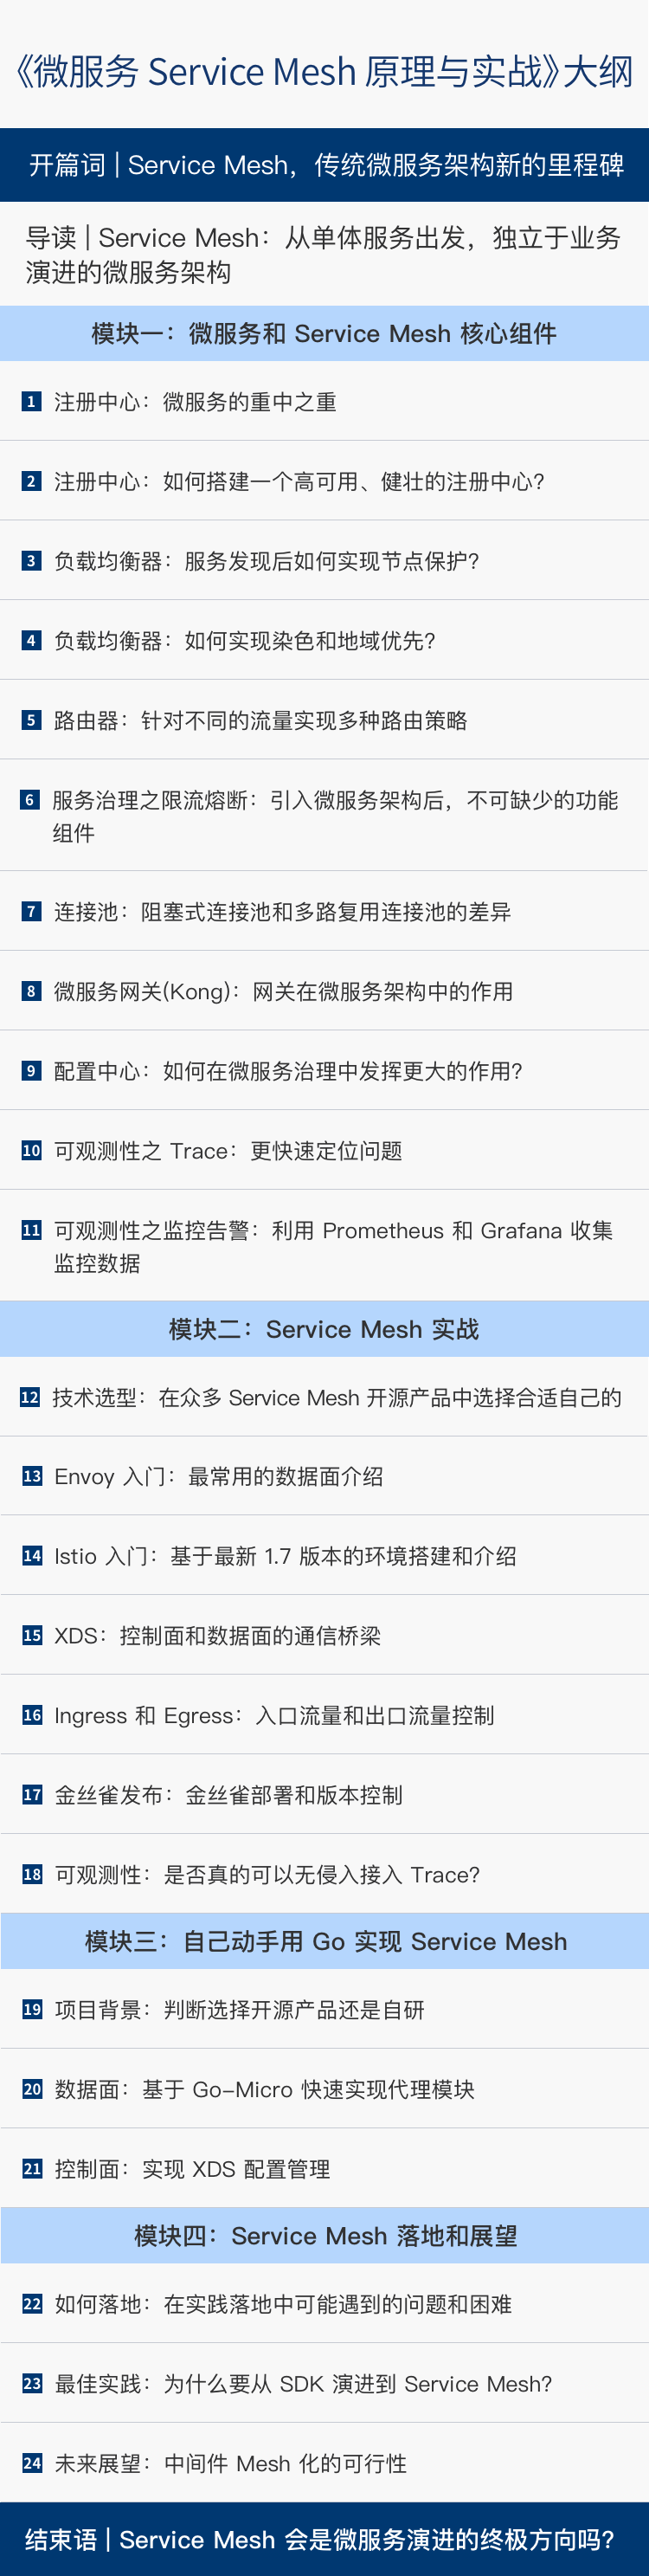 《微服务 Service Mesh 原理与实战》大纲
开篇词 | Service Mesh，传统微服务架构新的里程碑
导读 | Service Mesh：从单体服务出发，独立于业务
演进的微服务架构
模块一：微服务和 Service Mesh 核心组件
1 注册中心：微服务的重中之重
2 注册中心：如何搭建一个高可用、健壮的注册中心？
3 负载均衡器：服务发现后如何实现节点保护？
4 负载均衡器：如何实现染色和地域优先？
5 路由器：针对不同的流量实现多种路由策略
6 服务治理之限流熔断：引入微服务架构后，不可缺少的功能
组件
7 连接池：阻塞式连接池和多路复用连接池的差异
8 微服务网关(Kong)：网关在微服务架构中的作用
9 配置中心：如何在微服务治理中发挥更大的作用？
10 可观测性之 Trace：更快速定位问题
11 可观测性之监控告警：利用 Prometheus 和 Grafana 收集
监控数据
模块二：Service Mesh 实战
12 技术选型：在众多 Service Mesh 开源产品中选择合适自己的
13 Envoy 入门：最常用的数据面介绍
14 Istio 入门：基于最新 1.7 版本的环境搭建和介绍
15 XDS：控制面和数据面的通信桥梁
16 Ingress 和 Egress：入口流量和出口流量控制
17 金丝雀发布：金丝雀部署和版本控制
18 可观测性：是否真的可以无侵入接入 Trace？
模块三：自己动手用 Go 实现 Service Mesh
19 项目背景：判断选择开源产品还是自研
20 数据面：基于 Go-Micro 快速实现代理模块
21 控制面：实现 XDS 配置管理
模块四：Service Mesh 落地和展望
22 如何落地：在实践落地中可能遇到的问题和困难
23 最佳实践：为什么要从 SDK 演进到 Service Mesh？
24 未来展望：中间件 Mesh 化的可行性
结束语 | Service Mesh 会是微服务演进的终极方向吗？